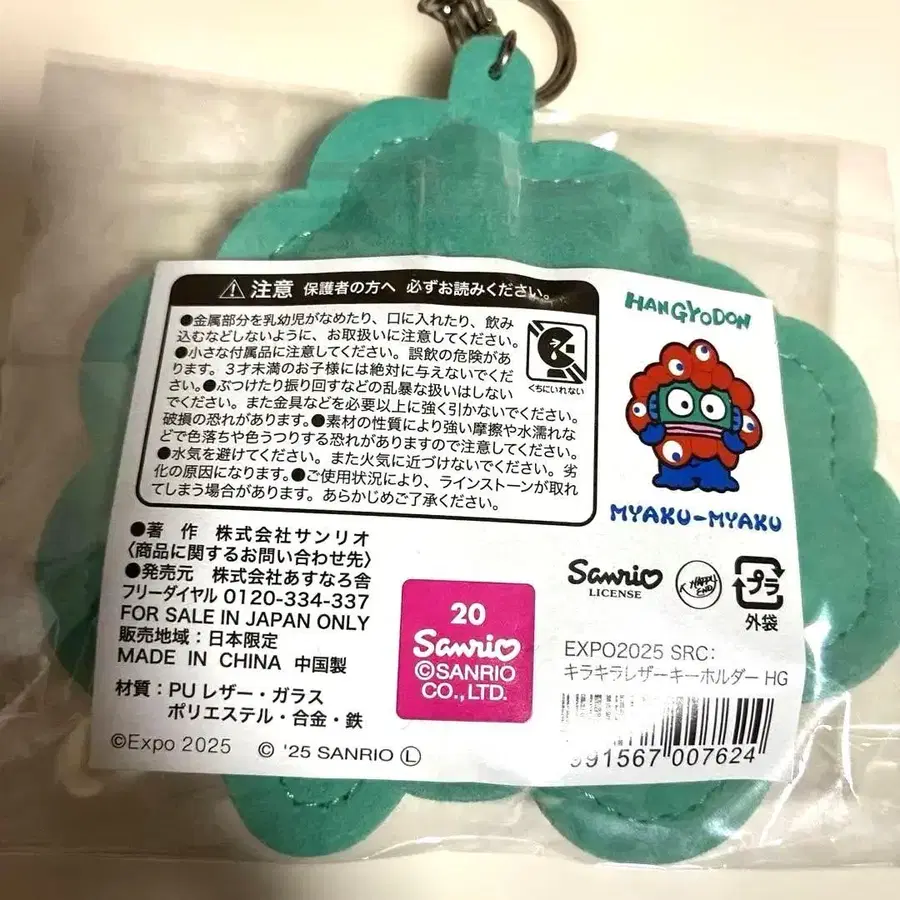 注意 保護者の方へ 必ずお読みください。
●金属部分を乳幼児がなめたり、口に入れたり、飲み
込むなどしないように、お取扱いに注意してください。
●小さな付属品に注意してください。誤飲の危険があ
ります。3才未満のお子様には絶対に与えないでくだ
さい。●ぶつけたり振り回すなどの乱暴な扱いはしない
でください。また金具などを必要以上に強く引かないでください。
破損の恐れがあります。●素材の性質により強い摩擦や水濡れな
どで色落ちや色うつりする恐れがありますので注意してください。
●水気を避けてください。また火気に近づけないでください。劣
化の原因になります。●ご使用状況により、ラインストーンが取れ
てしまう場合があります。あらかじめご了承ください。
くちにいれない
HANGYODON
MYAKU-MYAKU
●著 作 株式会社サンリオ
〈商品に関するお問い合わせ先〉
●発売元 株式会社あすなろ舎
フリーダイヤル 0120-334-337
FOR SALE IN JAPAN ONLY
販売地域：日本限定
MADE IN CHINA 中国製
材質：PUレザー・ガラス
ポリエステル・合金・鉄
©Expo 2025 © '25 SANRIO Ⓛ
20
Sanrio
©SANRIO
CO.,LTD.
Sanrio
LICENSE
HAPPY
END
プラ
外袋
EXPO2025 SRC：
キラキラレザーキーホルダー HG
991567 007624